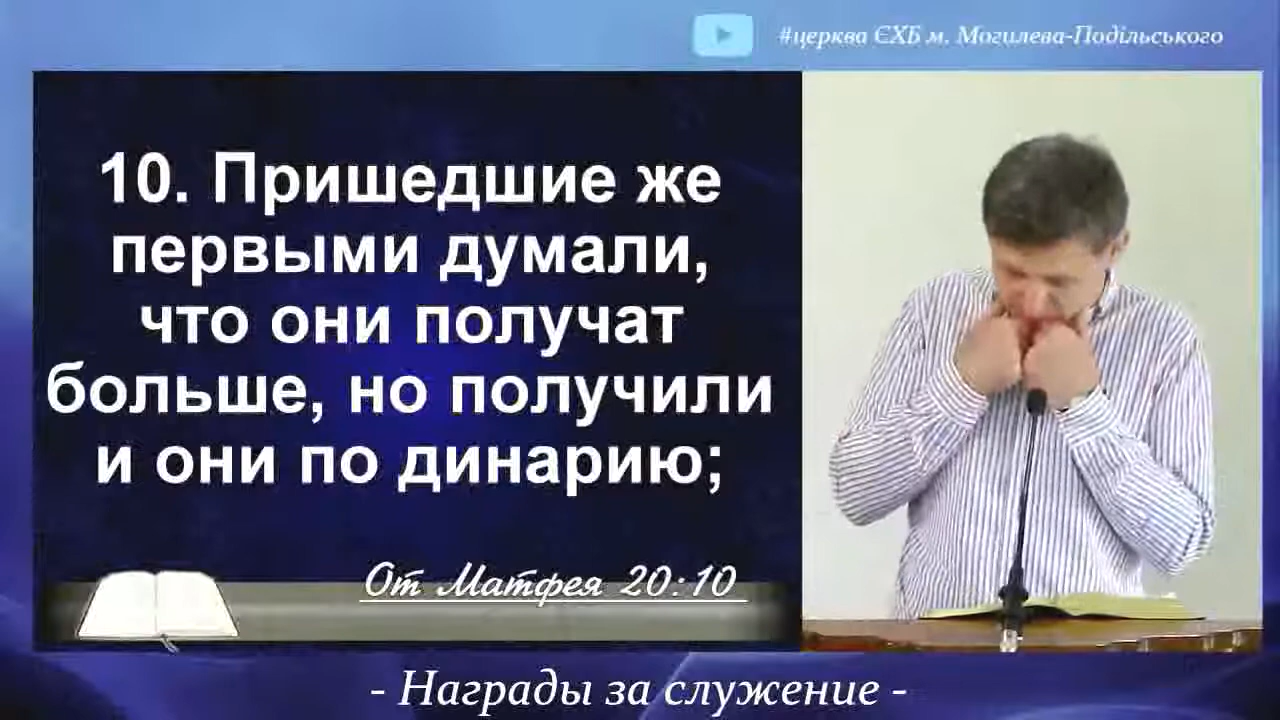 #церква ЄХБ м. Могилева-Подільського
10. Пришедшие же
первыми думали,
что они получат
больше, но получили
и они по динарию;
От Матфея 20:10
- Награды за служение -